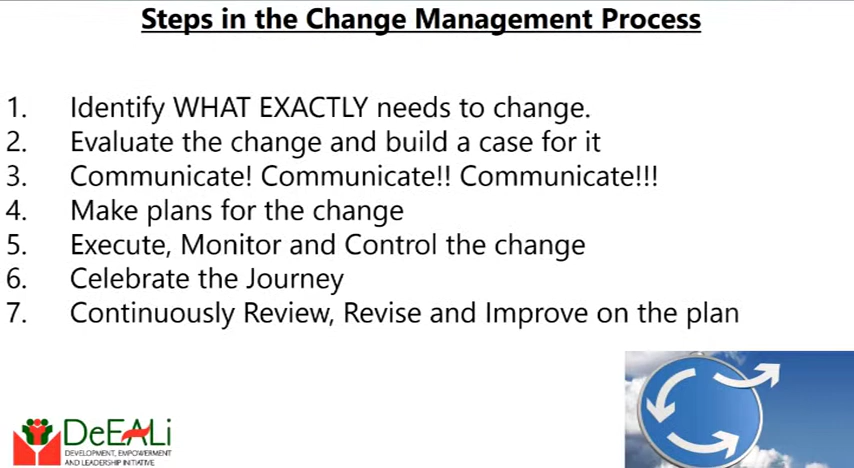 Steps in the Change Management Process
1. Identify WHAT EXACTLY needs to change.
2. Evaluate the change and build a case for it
3. Communicate! Communicate!! Communicate!!!
4. Make plans for the change
5. Execute, Monitor and Control the change
6. Celebrate the Journey
7. Continuously Review, Revise and Improve on the plan
DeEALi
DEVELOPMENT, EMPOWERMENT
AND LEADERSHIP INITIATIVE